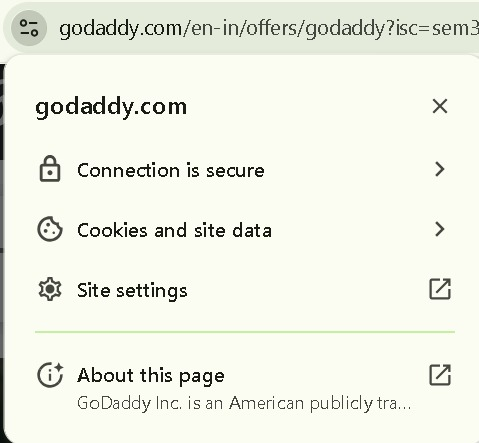 godaddy.com/en-in/offers/godaddy?isc=sem3
godaddy.com
Connection is secure
Cookies and site data
Site settings
About this page
GoDaddy Inc. is an American publicly tra...